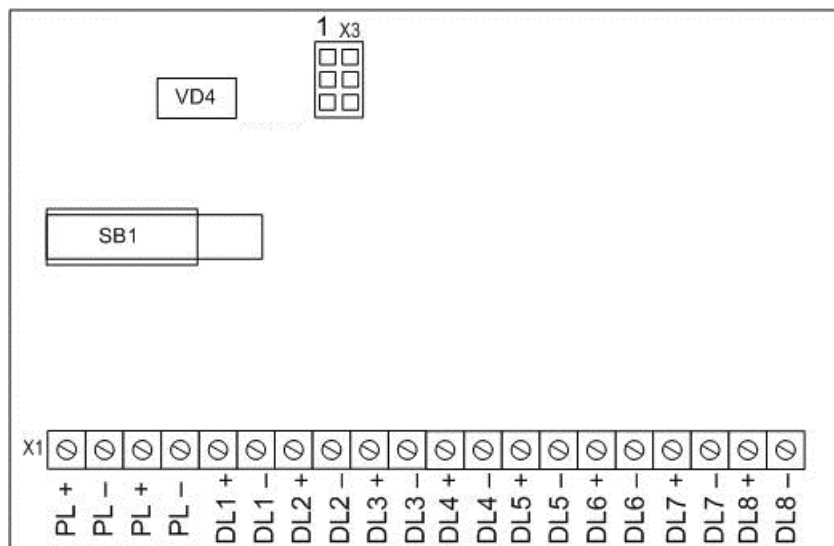 1 X3
VD4
SB1
X1
PL + PL – PL + PL – DL1 + DL1 – DL2 + DL2 – DL3 + DL3 – DL4 + DL4 – DL5 + DL5 – DL6 + DL6 – DL7 + DL7 – DL8 + DL8 –